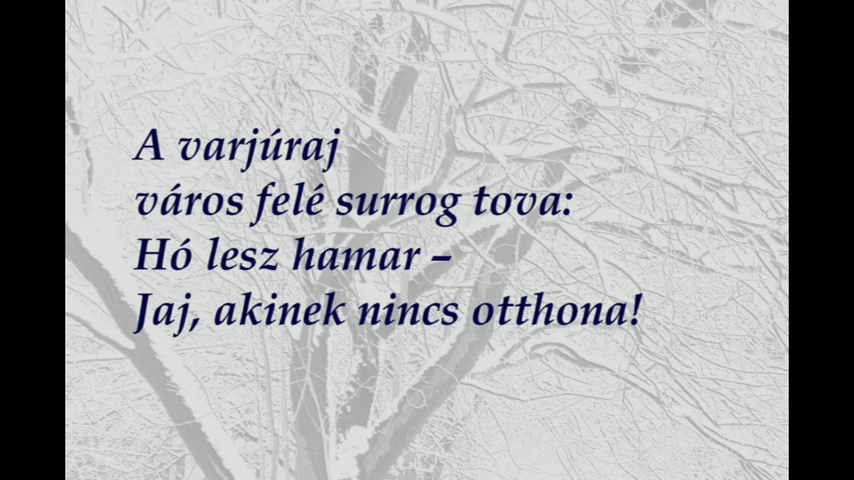 A varjúraj
város felé surrog tova:
Hó lesz hamar –
Jaj, akinek nincs otthona!